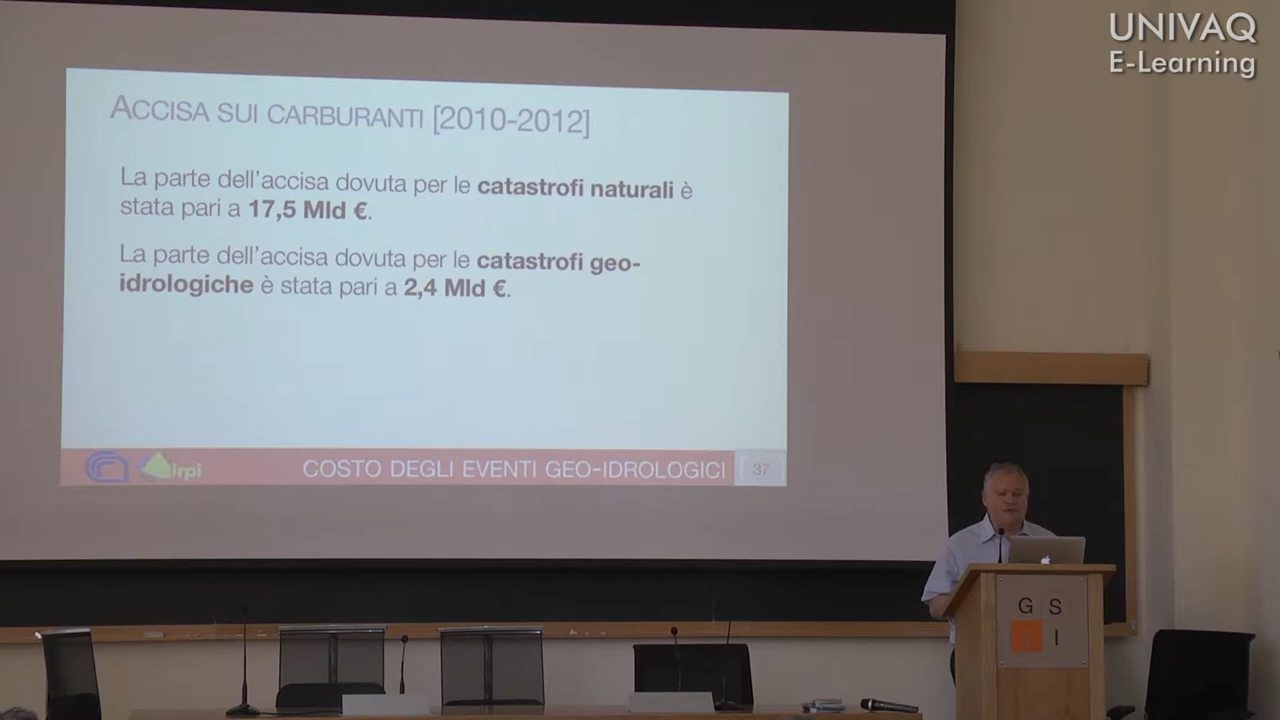 UNIVAQ
E-Learning
ACCISA SUI CARBURANTI [2010-2012]
La parte dell'accisa dovuta per le catastrofi naturali è
stata pari a 17,5 Mld €.
La parte dell'accisa dovuta per le catastrofi geo-
idrologiche è stata pari a 2,4 Mld €.
irpi
COSTO DEGLI EVENTI GEO-IDROLOGICI
37
G S
I